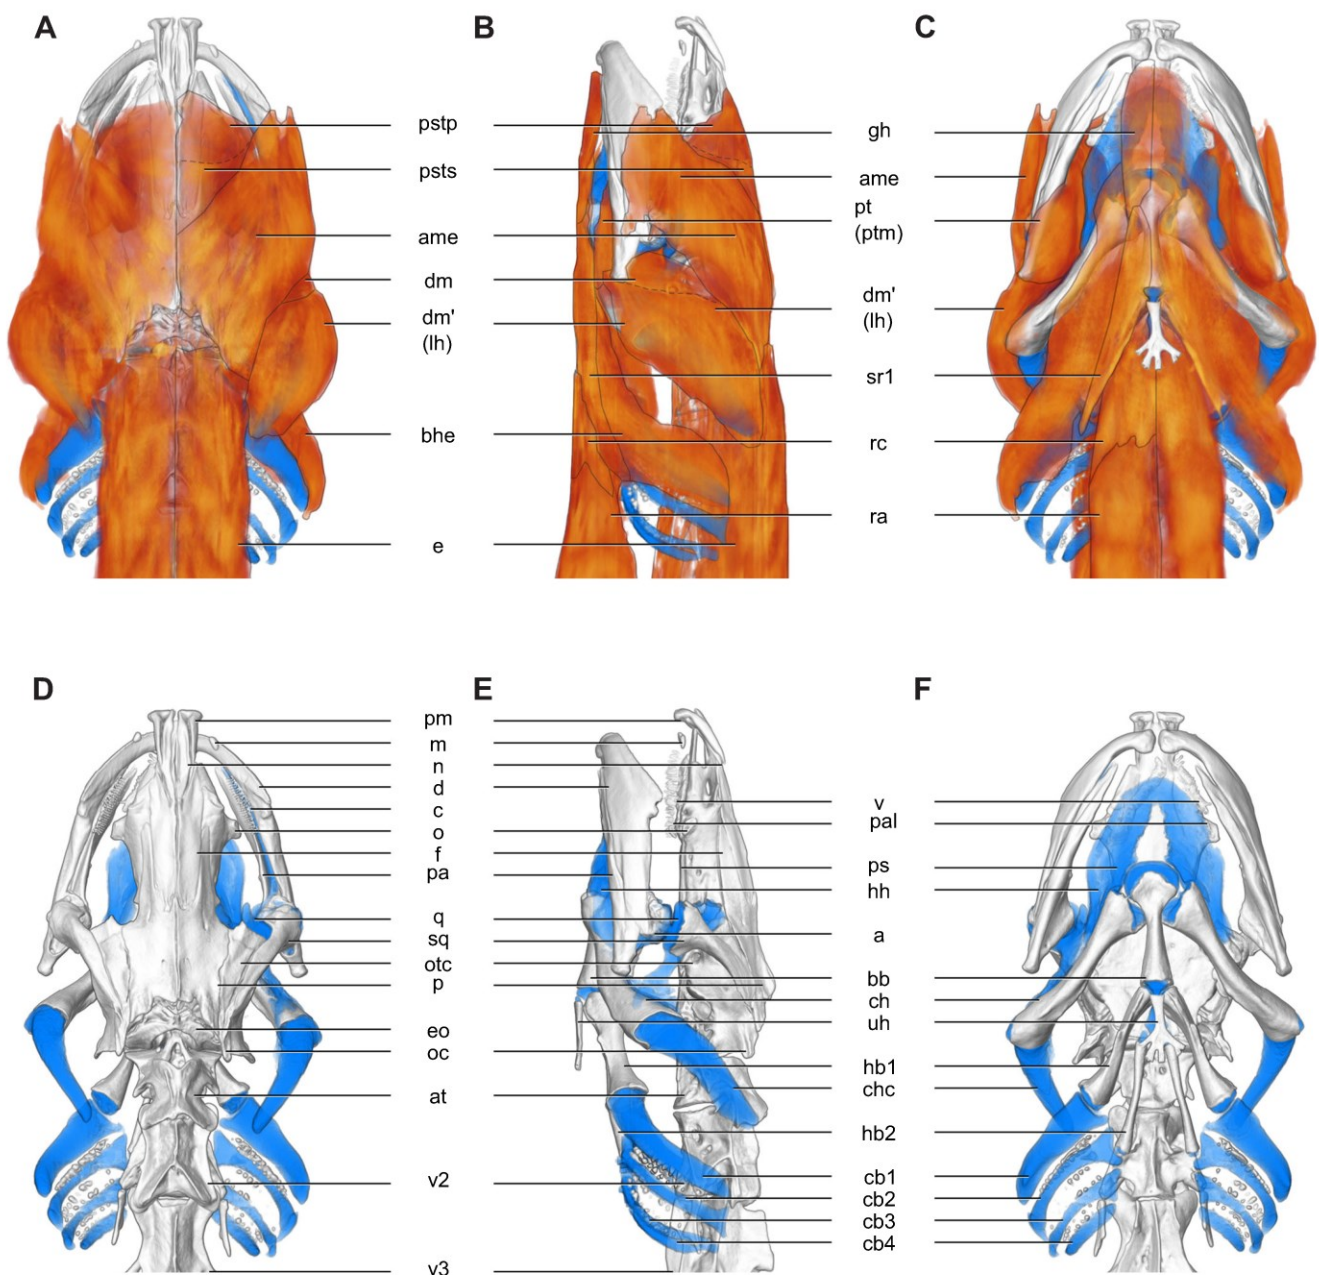 A
B
C
pstp
psts
ame
dm
dm'
(lh)
bhe
e
gh
ame
pt
(ptm)
dm'
(lh)
sr1
rc
ra
D
E
F
pm
m
n
d
c
o
f
pa
q
sq
otc
p
eo
oc
at
v2
v3
v
pal
ps
hh
a
bb
ch
uh
hb1
chc
hb2
cb1
cb2
cb3
cb4